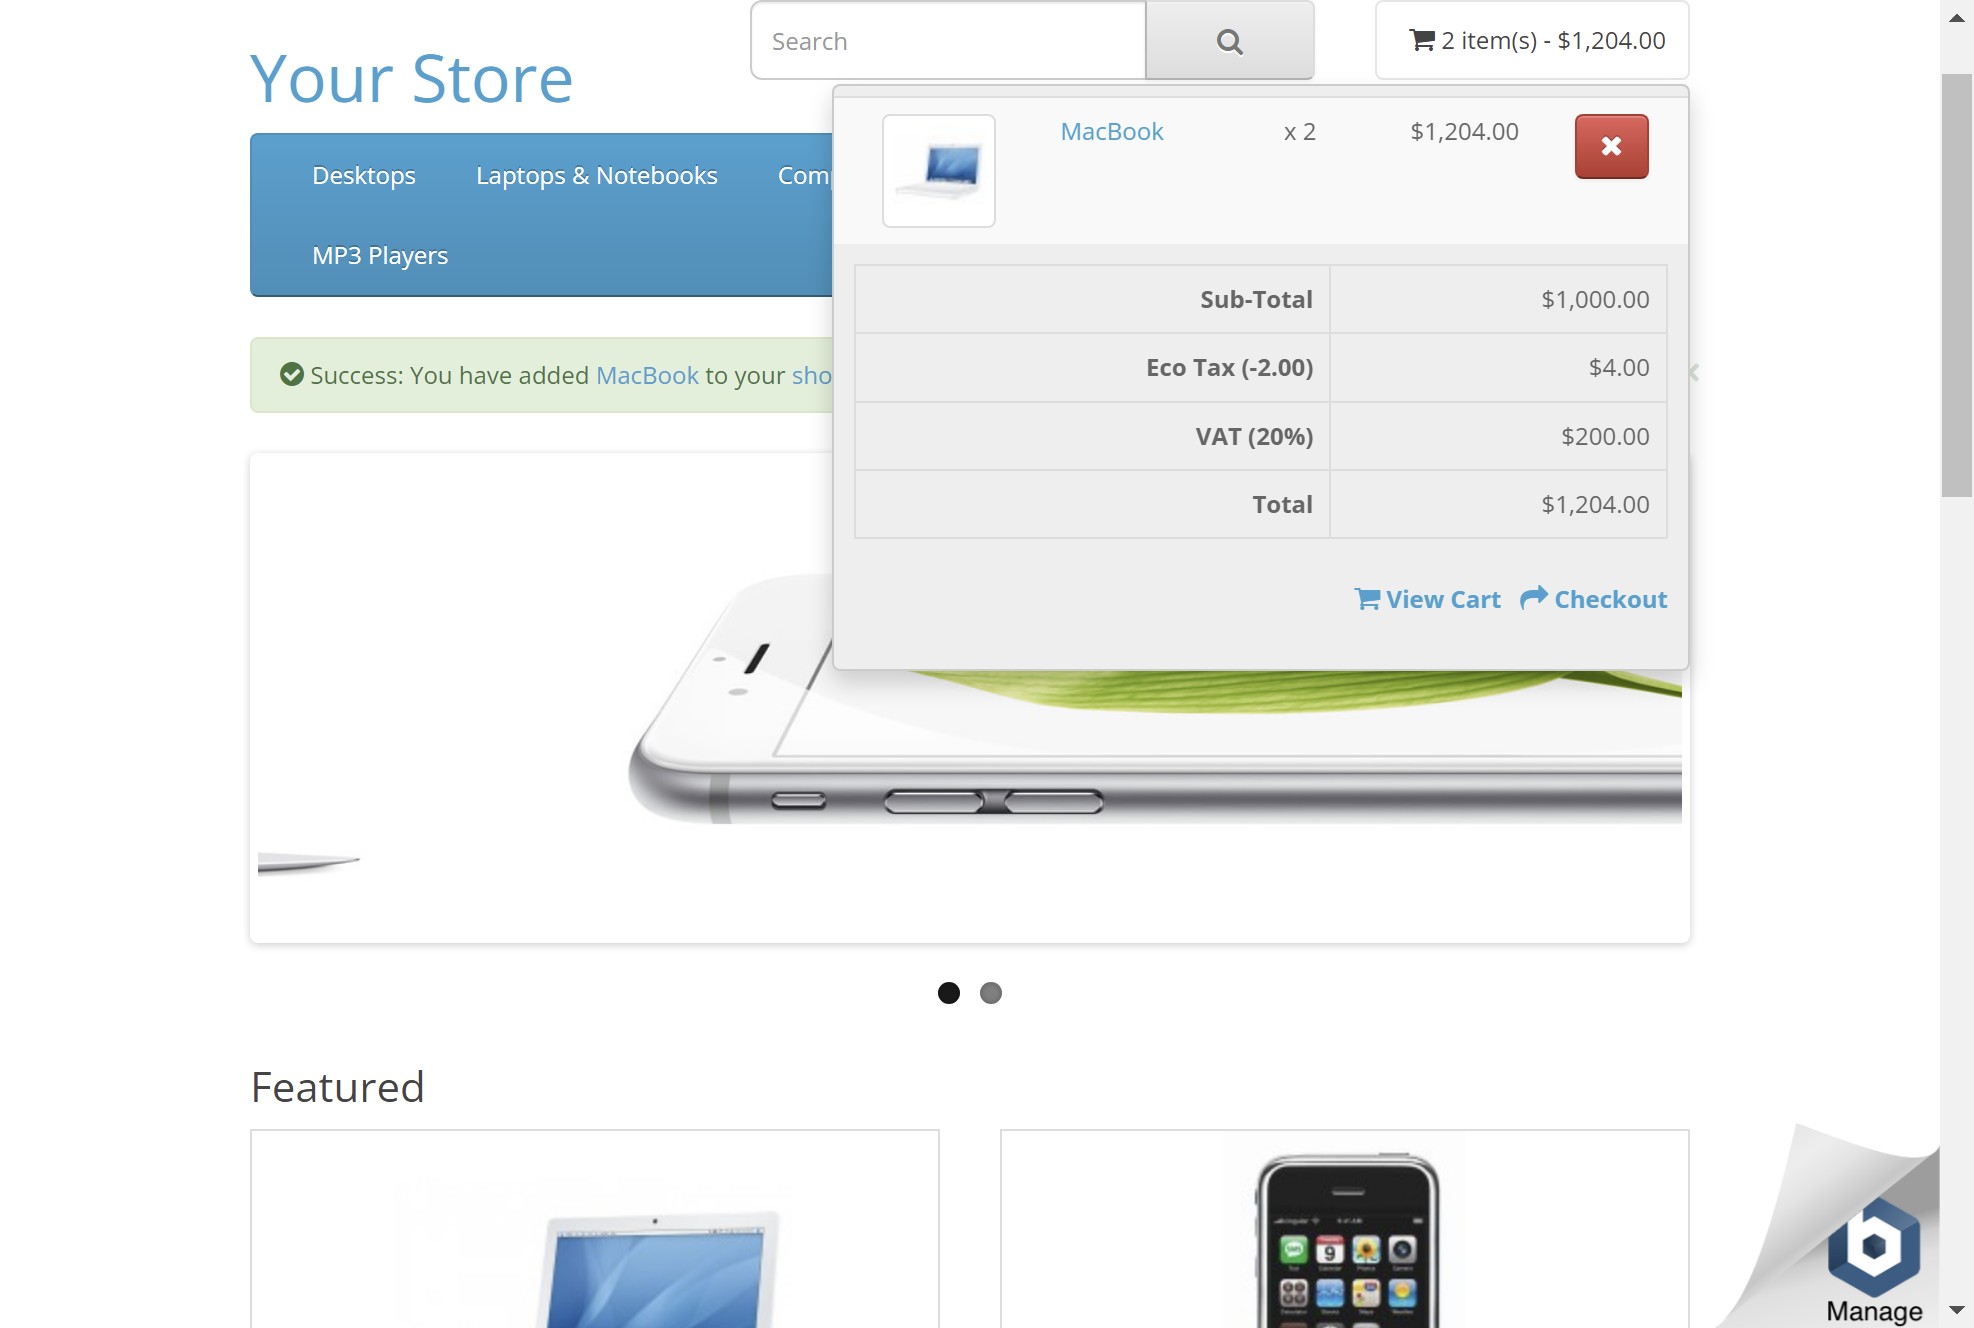 Search
2 item(s) - $1,204.00
Your Store
MacBook
x 2
$1,204.00
Desktops
Laptops & Notebooks
MP3 Players
Sub-Total
$1,000.00
Eco Tax (-2.00)
$4.00
VAT (20%)
$200.00
Total
$1,204.00
Success: You have added MacBook to your
View Cart
Checkout
Featured
9
Manage